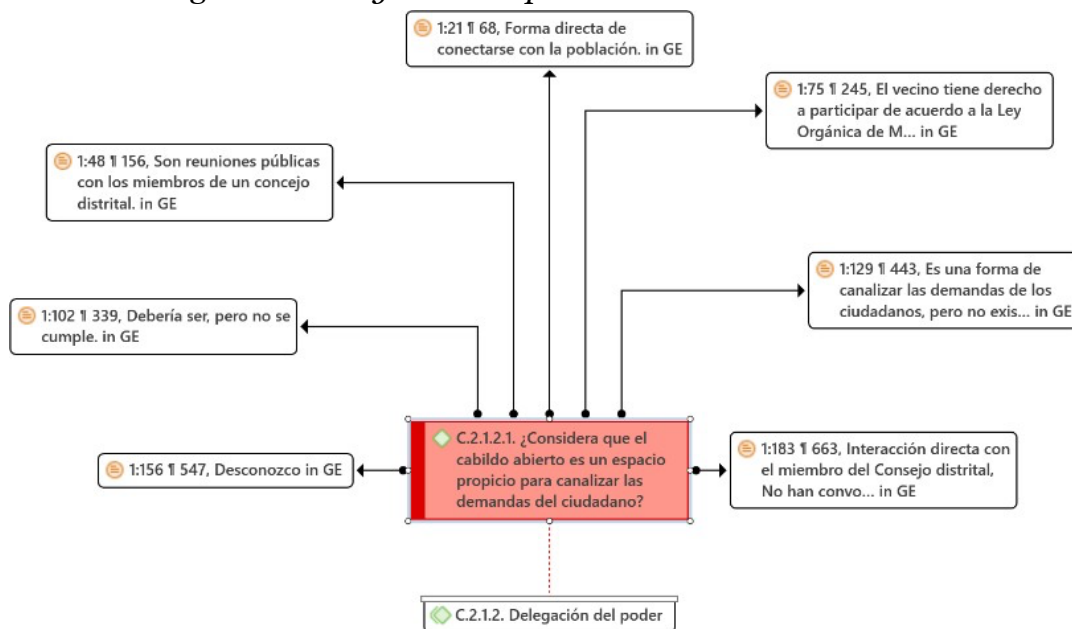 1:21 ¶ 68, Forma directa de
conectarse con la población. in GE
1:75 ¶ 245, El vecino tiene derecho
a participar de acuerdo a la Ley
Orgánica de M... in GE
1:48 ¶ 156, Son reuniones públicas
con los miembros de un concejo
distrital. in GE
1:129 ¶ 443, Es una forma de
canalizar las demandas de los
ciudadanos, pero no exis... in GE
1:102 ¶ 339, Debería ser, pero no se
cumple. in GE
C.2.1.2.1. ¿Considera que el
cabildo abierto es un espacio
propicio para canalizar las
demandas del ciudadano?
1:156 ¶ 547, Desconozco in GE
1:183 ¶ 663, Interacción directa con
el miembro del Consejo distrital,
No han convo... in GE
C.2.1.2. Delegación del poder